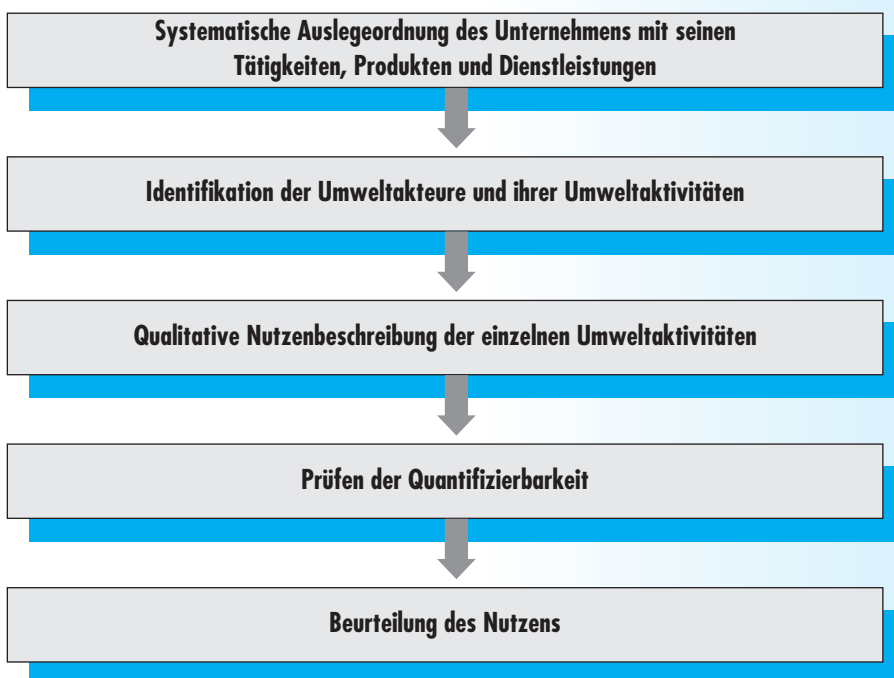 Systematische Auslegeordnung des Unternehmens mit seinen
Tätigkeiten, Produkten und Dienstleistungen
Identifikation der Umweltakteure und ihrer Umweltaktivitäten
Qualitative Nutzenbeschreibung der einzelnen Umweltaktivitäten
Prüfen der Quantifizierbarkeit
Beurteilung des Nutzens